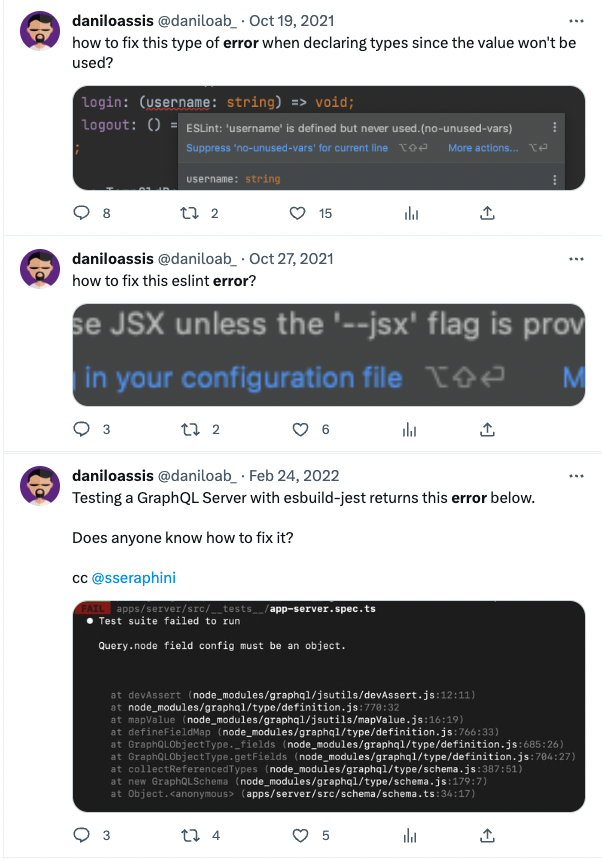 daniloassis @daniloab_ · Oct 19, 2021
how to fix this type of error when declaring types since the value won't be
used?
login: (username: string) => void;
logout: () =
ESLint: 'username' is defined but never used.(no-unused-vars)
;
Suppress 'no-unused-vars' for current line ⌥⇧⏎ More actions... ⌥⏎
username: string
8 2 15
daniloassis @daniloab_ · Oct 27, 2021
how to fix this eslint error?
se JSX unless the '--jsx' flag is prov
in your configuration file ⌥⇧⏎ M
3 2 6
daniloassis @daniloab_ · Feb 24, 2022
Testing a GraphQL Server with esbuild-jest returns this error below.
Does anyone know how to fix it?
cc @sseraphini
FAIL apps/server/src/__tests__/app-server.spec.ts
● Test suite failed to run
Query.node field config must be an object.
at devAssert (node_modules/graphql/jsutils/devAssert.js:12:11)
at node_modules/graphql/type/definition.js:770:32
at mapValue (node_modules/graphql/jsutils/mapValue.js:16:19)
at defineFieldMap (node_modules/graphql/type/definition.js:766:33)
at GraphQLObjectType._fields (node_modules/graphql/type/definition.js:685:26)
at GraphQLObjectType.getFields (node_modules/graphql/type/definition.js:704:27)
at collectReferencedTypes (node_modules/graphql/type/schema.js:387:51)
at new GraphQLSchema (node_modules/graphql/type/schema.js:179:7)
at Object.<anonymous> (apps/server/src/schema/schema.ts:34:17)
3 4 5